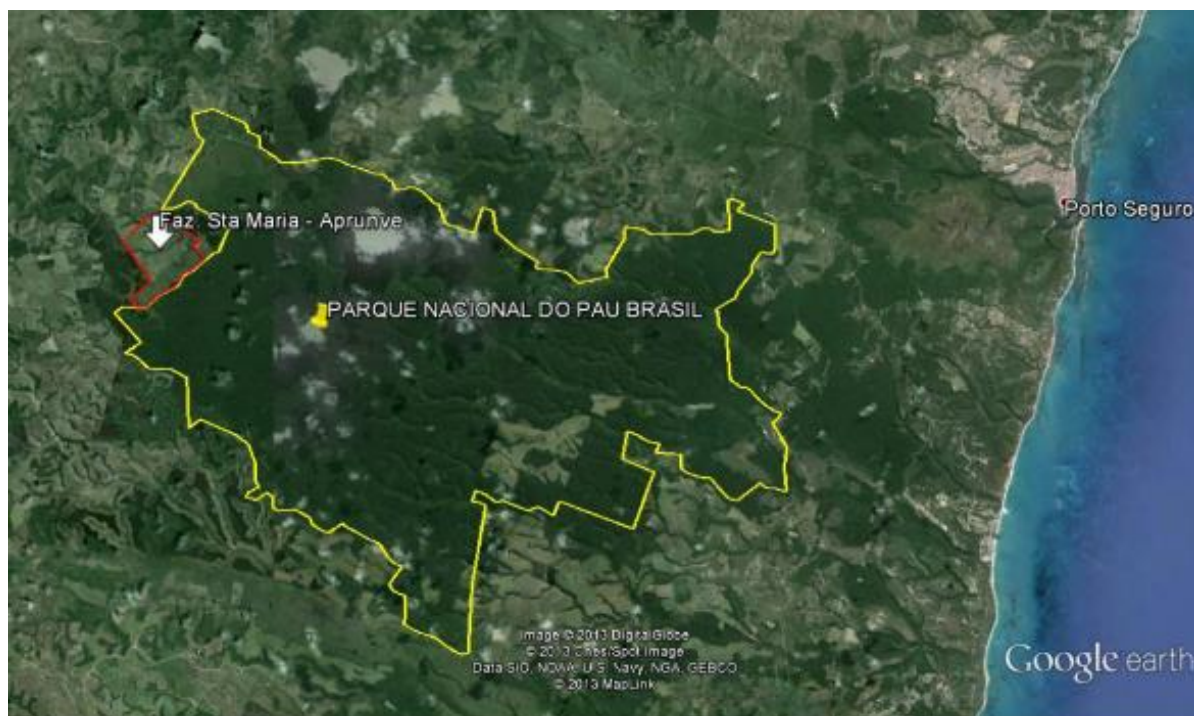 Faz. Sta Maria - Aprunve
Porto Seguro
PARQUE NACIONAL DO PAU BRASIL
Image © 2013 DigitalGlobe
© 2013 Cnes/Spot Image
Data SIO, NOAA, U.S. Navy, NGA, GEBCO
© 2013 MapLink
Google earth